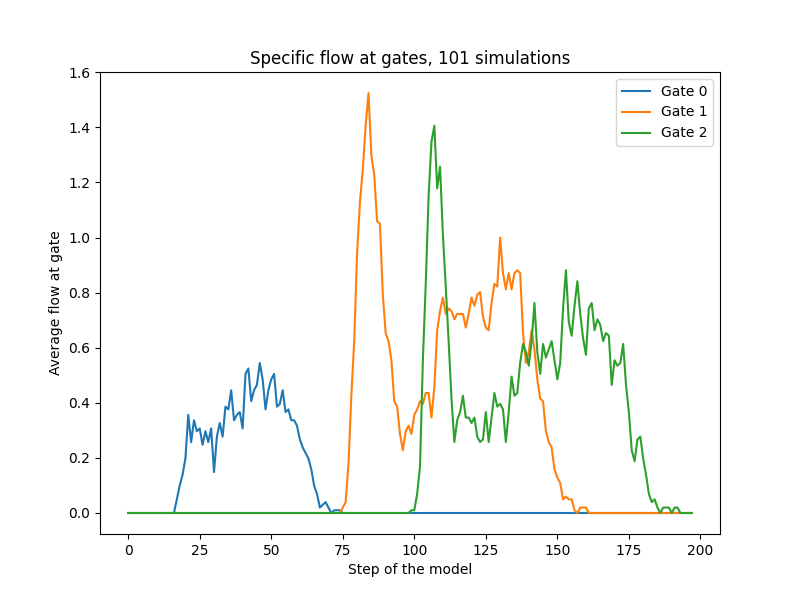 Specific flow at gates, 101 simulations
Average flow at gate
1.6
1.4
1.2
1.0
0.8
0.6
0.4
0.2
0.0
Gate 0
Gate 1
Gate 2
0 25 50 75 100 125 150 175 200
Step of the model